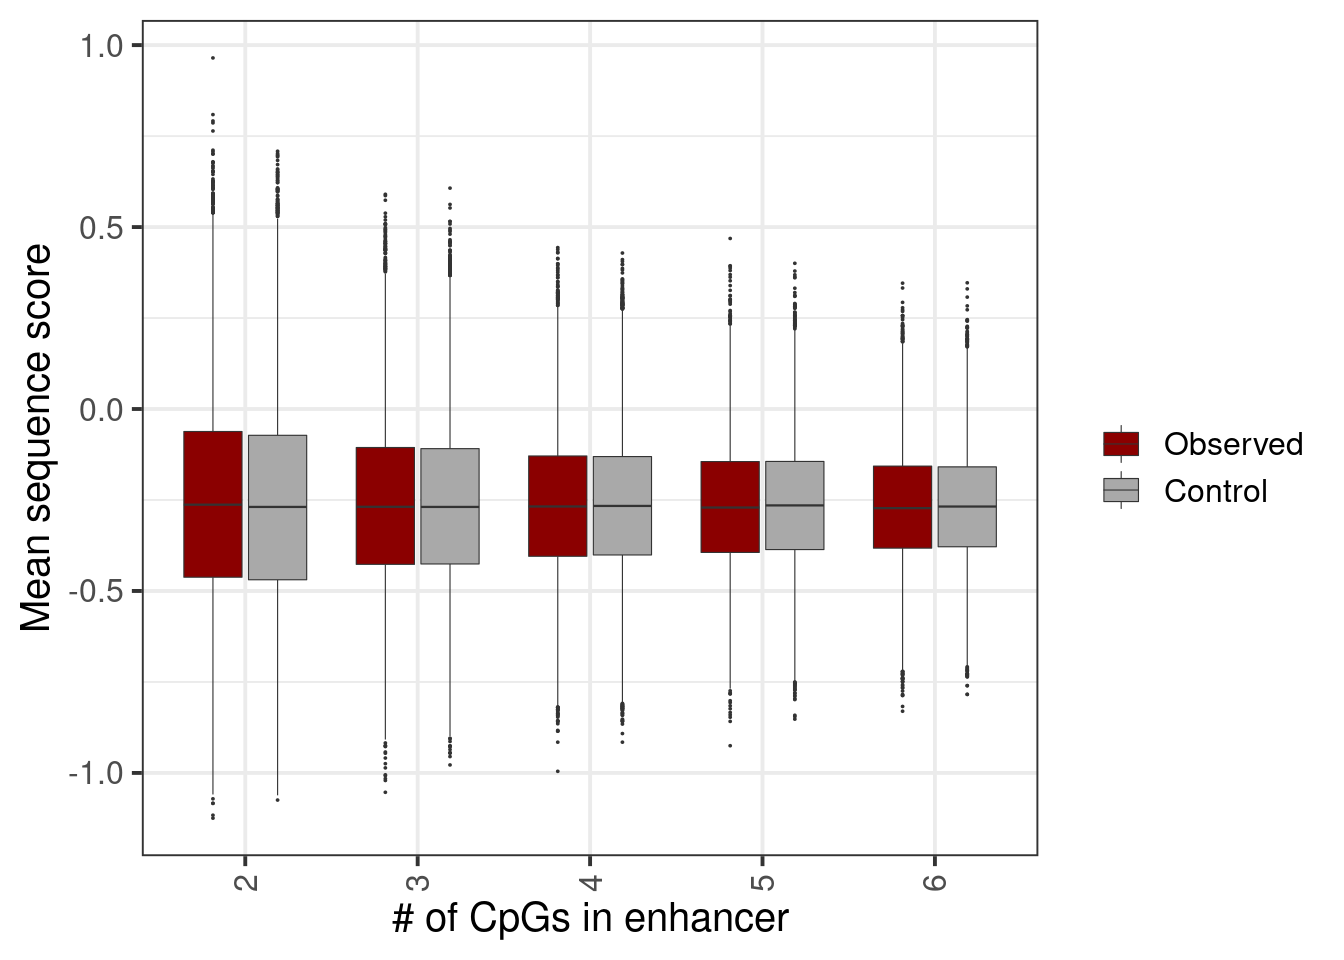 Mean sequence score
1.0
0.5
0.0
-0.5
-1.0
2
3
4
5
6
# of CpGs in enhancer
Observed
Control